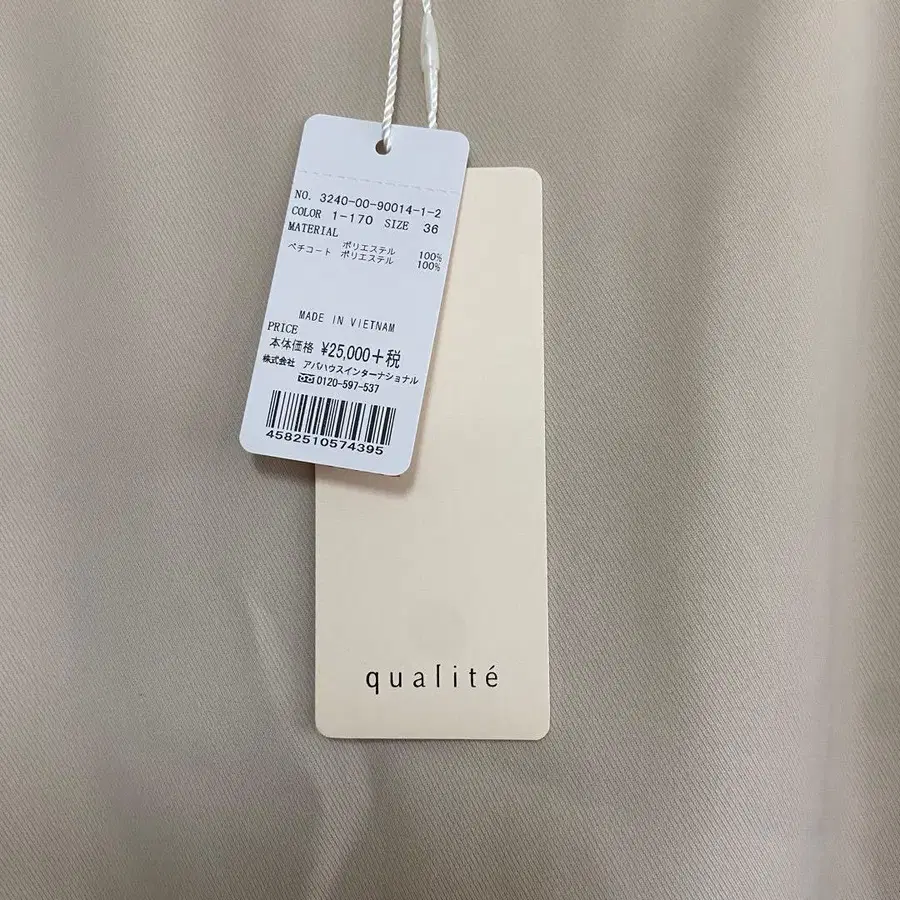 NO. 3240-00-90014-1-2
COLOR 1-170 SIZE 36
MATERIAL
ポリエステル 100%
ペチコート ポリエステル 100%
MADE IN VIETNAM
PRICE
本体価格 ¥25,000+税
株式会社 アバハウスインターナショナル
0120-597-537
4582510574395
qualité